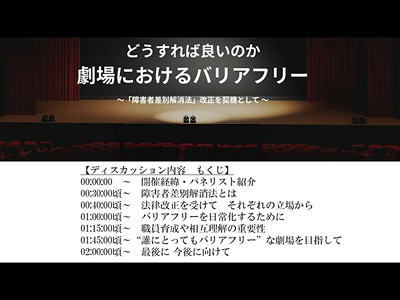 どうすれば良いのか
劇場におけるバリアフリー
～「障害者差別解消法」改正を契機として～
【ディスカッション内容 もくじ】
00:00:00 ～ 開催経緯・パネリスト紹介
00:30:00頃～ 障害者差別解消法とは
00:40:00頃～ 法律改正を受けて それぞれの立場から
01:00:00頃～ バリアフリーを日常化するために
01:15:00頃～ 職員育成や相互理解の重要性
01:45:00頃～ “誰にとってもバリアフリー”な劇場を目指して
02:00:00頃～ 最後に 今後に向けて